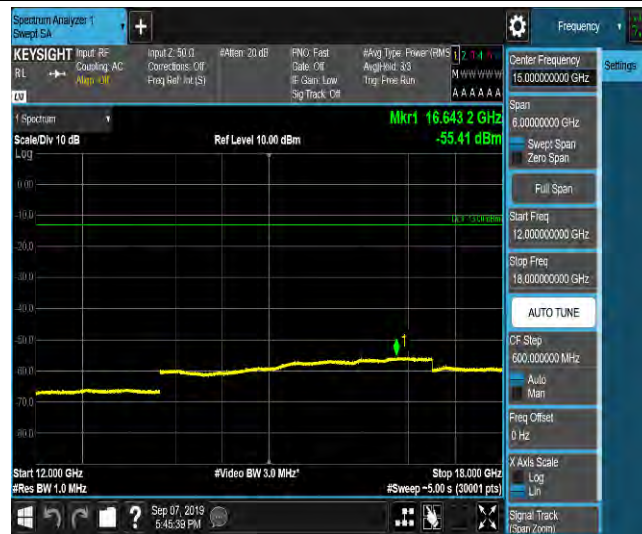 Spectrum Analyzer 1
Swept SA
+
Frequency
KEYSIGHT
Input: RF
Coupling: AC
Align: Off
Input Z: 50 Ω
Corrections: Off
Freq Ref: Int (S)
#Atten: 20 dB
PNO: Fast
Gate: Off
IF Gain: Low
Sig Track: Off
#Avg Type: Power (RMS
Avg|Hold: 3/3
Trig: Free Run
1 2 3 4 5 6
M W W W W W
A A A A A A
RL
LXI
1 Spectrum
Scale/Div 10 dB
Log
Ref Level 10.00 dBm
Mkr1 16.643 2 GHz
-55.41 dBm
0.00
-10.0
-20.0
-30.0
-40.0
-50.0
-60.0
-70.0
-80.0
1
Start 12.000 GHz
#Res BW 1.0 MHz
#Video BW 3.0 MHz*
Stop 18.000 GHz
#Sweep ~5.00 s (30001 pts)
Sep 07, 2019
5:45:39 PM
?
Settings
Center Frequency
15.000000000 GHz
Span
6.00000000 GHz
Swept Span
Zero Span
Full Span
Start Freq
12.000000000 GHz
Stop Freq
18.000000000 GHz
AUTO TUNE
CF Step
600.000000 MHz
Auto
Man
Freq Offset
0 Hz
X Axis Scale
Log
Lin
Signal Track
(Span Zoom)